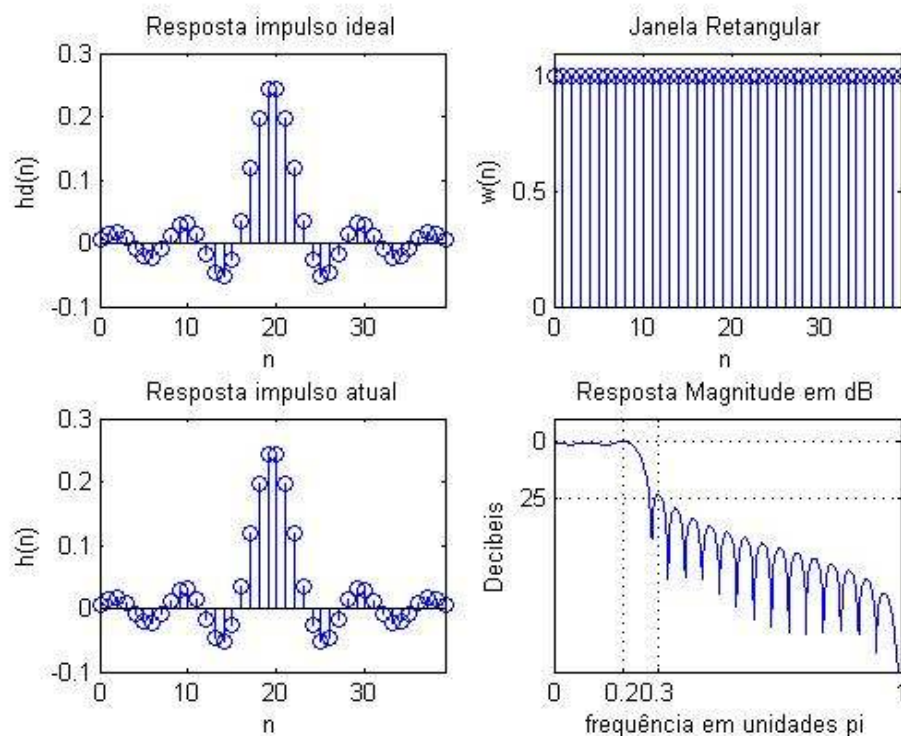 Resposta impulso ideal
0.3
0.2
0.1
0
-0.1
hd(n)
0
10
20
30
n
Janela Retangular
1
0.5
0
w(n)
0
10
20
30
n
Resposta impulso atual
0.3
0.2
0.1
0
-0.1
h(n)
0
10
20
30
n
Resposta Magnitude em dB
0
25
Decibeis
0
0.2
0.3
1
frequência em unidades pi